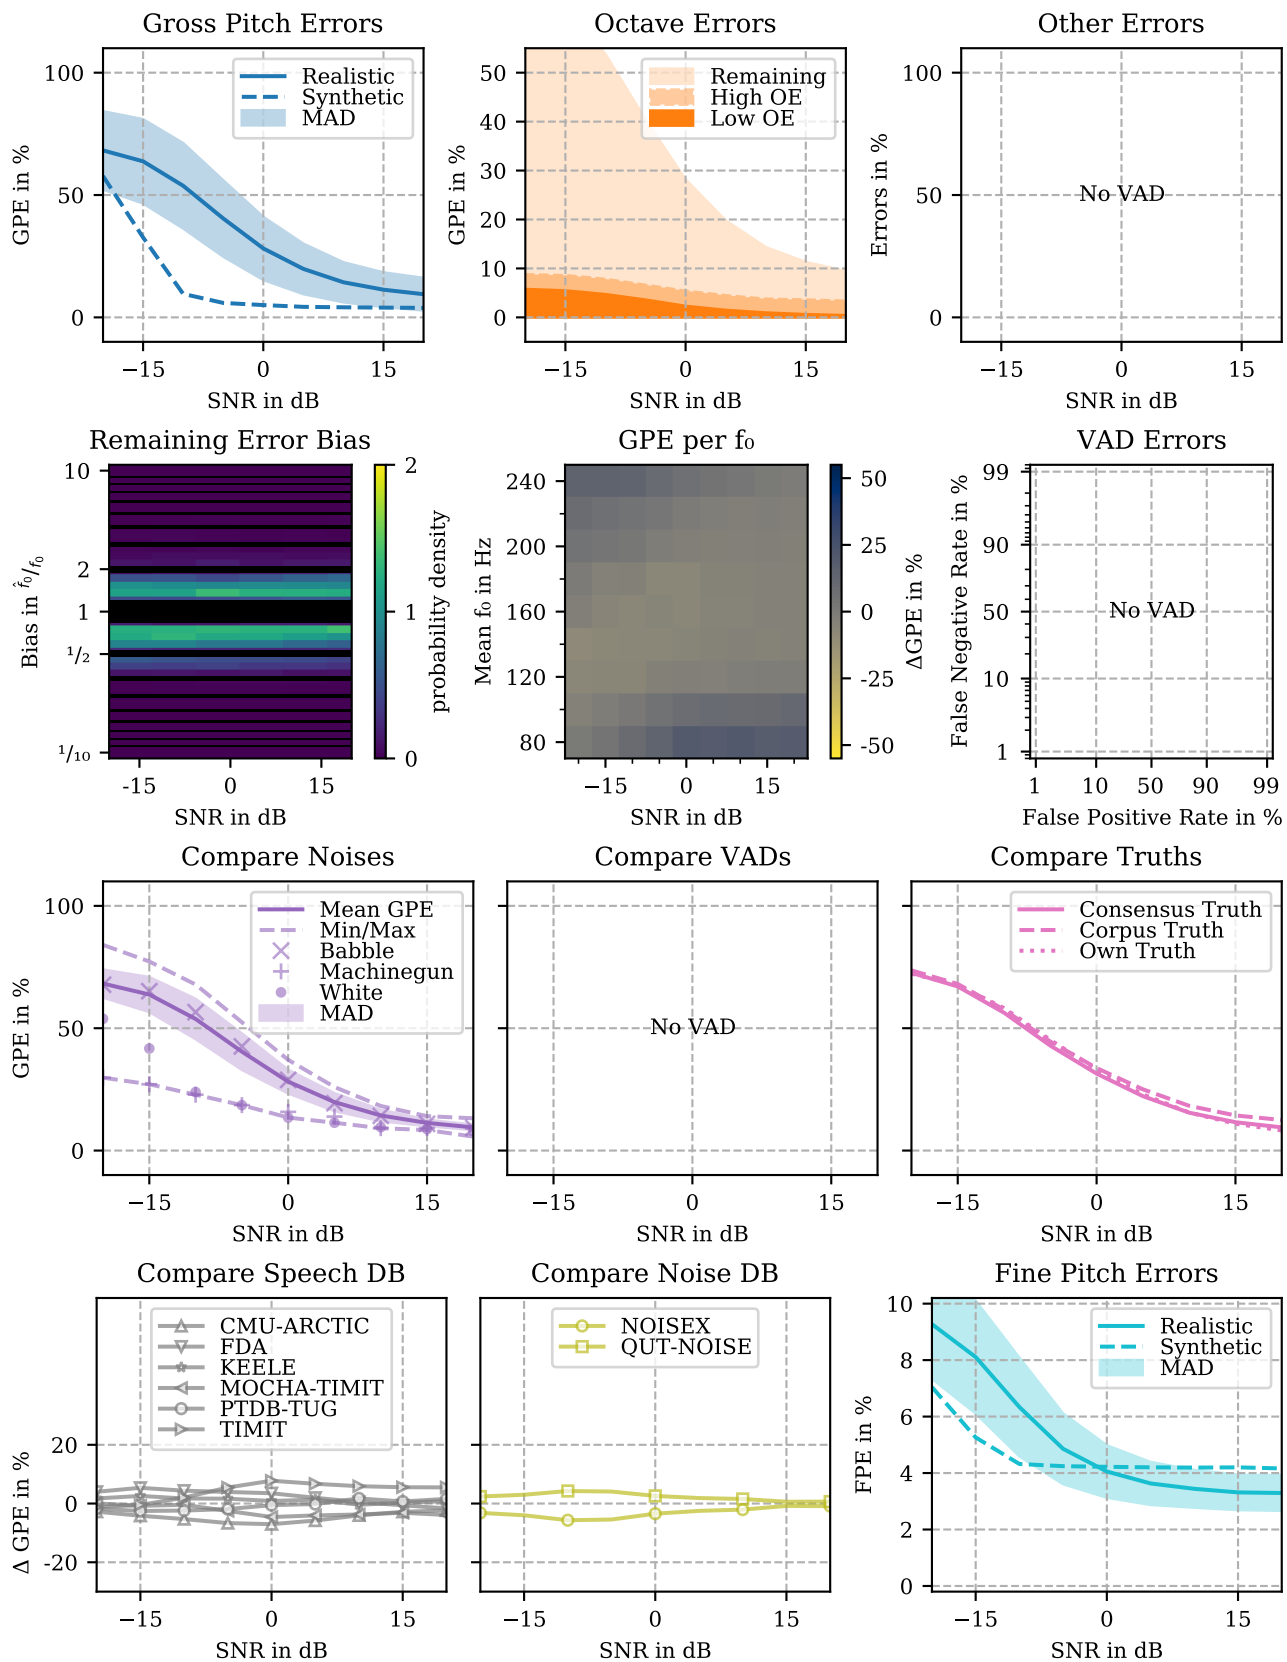 Gross Pitch Errors
Octave Errors
Other Errors
GPE in %
100
50
0
Realistic
Synthetic
MAD
−15
0
15
SNR in dB
GPE in %
50
40
30
20
10
0
Remaining
High OE
Low OE
−15
0
15
SNR in dB
Errors in %
100
50
0
No VAD
−15
0
15
SNR in dB
Remaining Error Bias
GPE per f₀
VAD Errors
Bias in f̂₀/f₀
10
2
1
¹/₂
¹/₁₀
-15
0
15
SNR in dB
2
1
0
probability density
Mean f₀ in Hz
240
200
160
120
80
−15
0
15
SNR in dB
50
25
0
-25
-50
ΔGPE in %
False Negative Rate in %
99
90
50
10
1
No VAD
1
10
50
90
99
False Positive Rate in %
Compare Noises
Compare VADs
Compare Truths
GPE in %
100
50
0
Mean GPE
Min/Max
Babble
Machinegun
White
MAD
−15
0
15
SNR in dB
No VAD
−15
0
15
SNR in dB
Consensus Truth
Corpus Truth
Own Truth
−15
0
15
SNR in dB
Compare Speech DB
Compare Noise DB
Fine Pitch Errors
Δ GPE in %
20
0
-20
CMU-ARCTIC
FDA
KEELE
MOCHA-TIMIT
PTDB-TUG
TIMIT
−15
0
15
SNR in dB
NOISEX
QUT-NOISE
−15
0
15
SNR in dB
FPE in %
10
8
6
4
2
0
Realistic
Synthetic
MAD
−15
0
15
SNR in dB